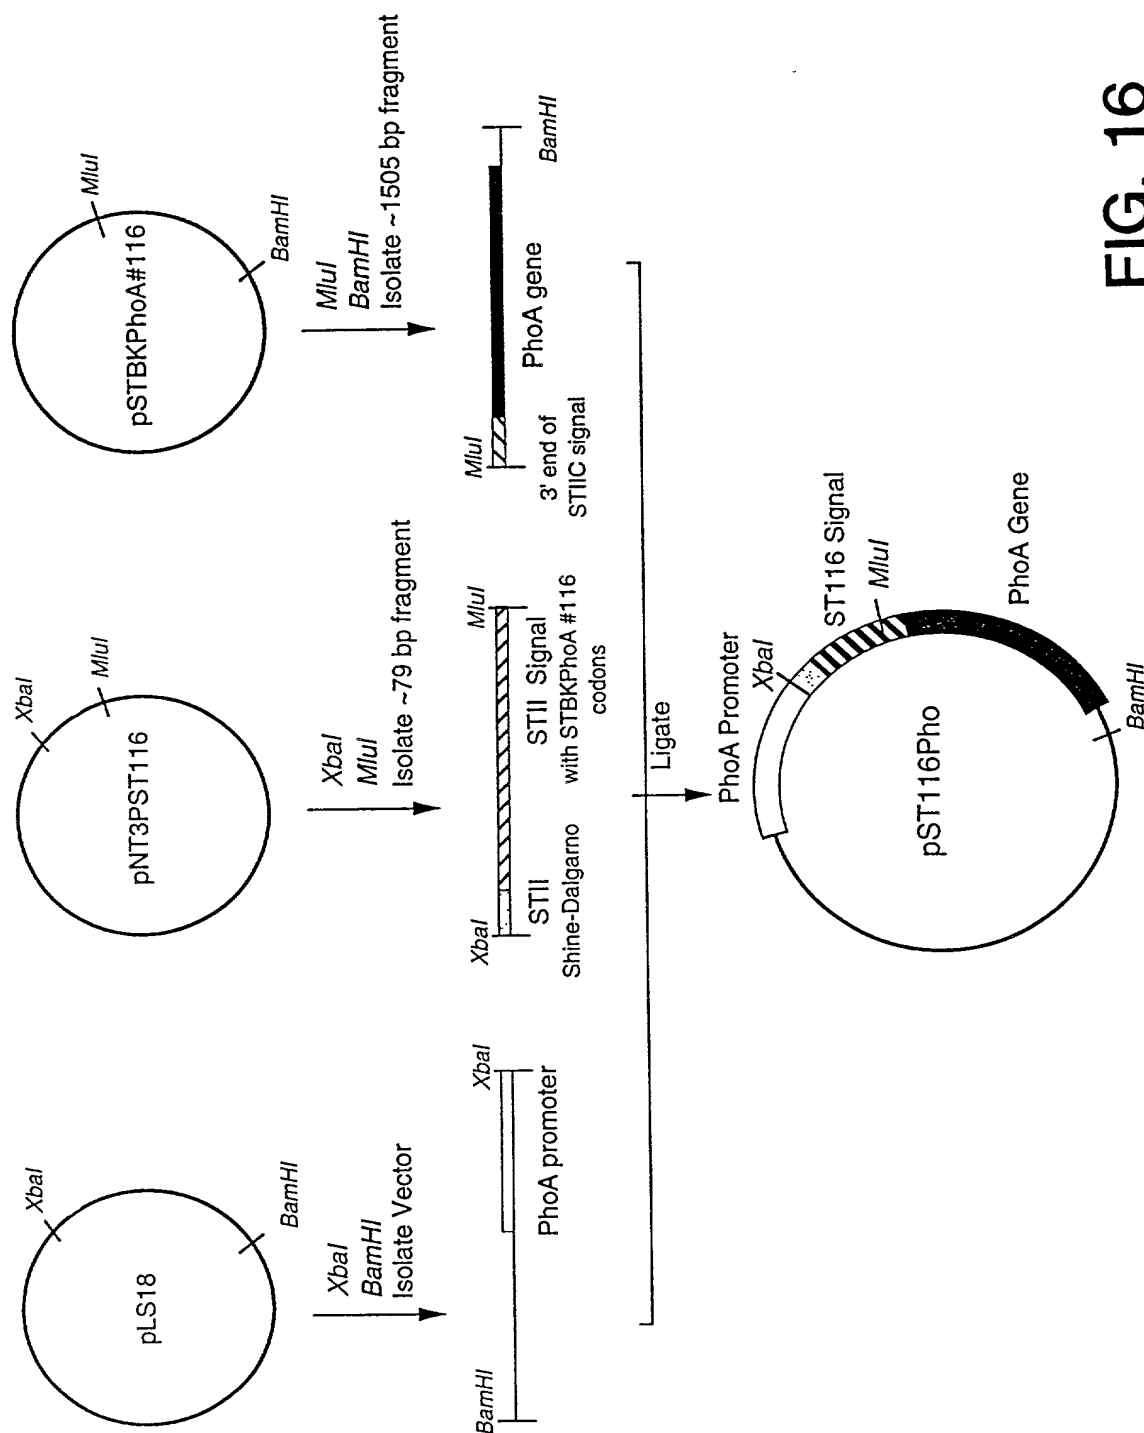 XbaI
pLS18
BamHI
XbaI
BamHI
Isolate Vector
BamHI
XbaI
PhoA promoter
XbaI
MluI
pNT3PST116
XbaI
MluI
Isolate ~79 bp fragment
XbaI
MluI
STII
Shine-Dalgarno
STII Signal
with STBKPhoA #116
codons
MluI
pSTBKPhoA#116
BamHI
MluI
BamHI
Isolate ~1505 bp fragment
MluI
BamHI
3' end of
STIIC signal
PhoA gene
Ligate
PhoA Promoter
XbaI
ST116 Signal
MluI
pST116Pho
PhoA Gene
BamHI
FIG. 16